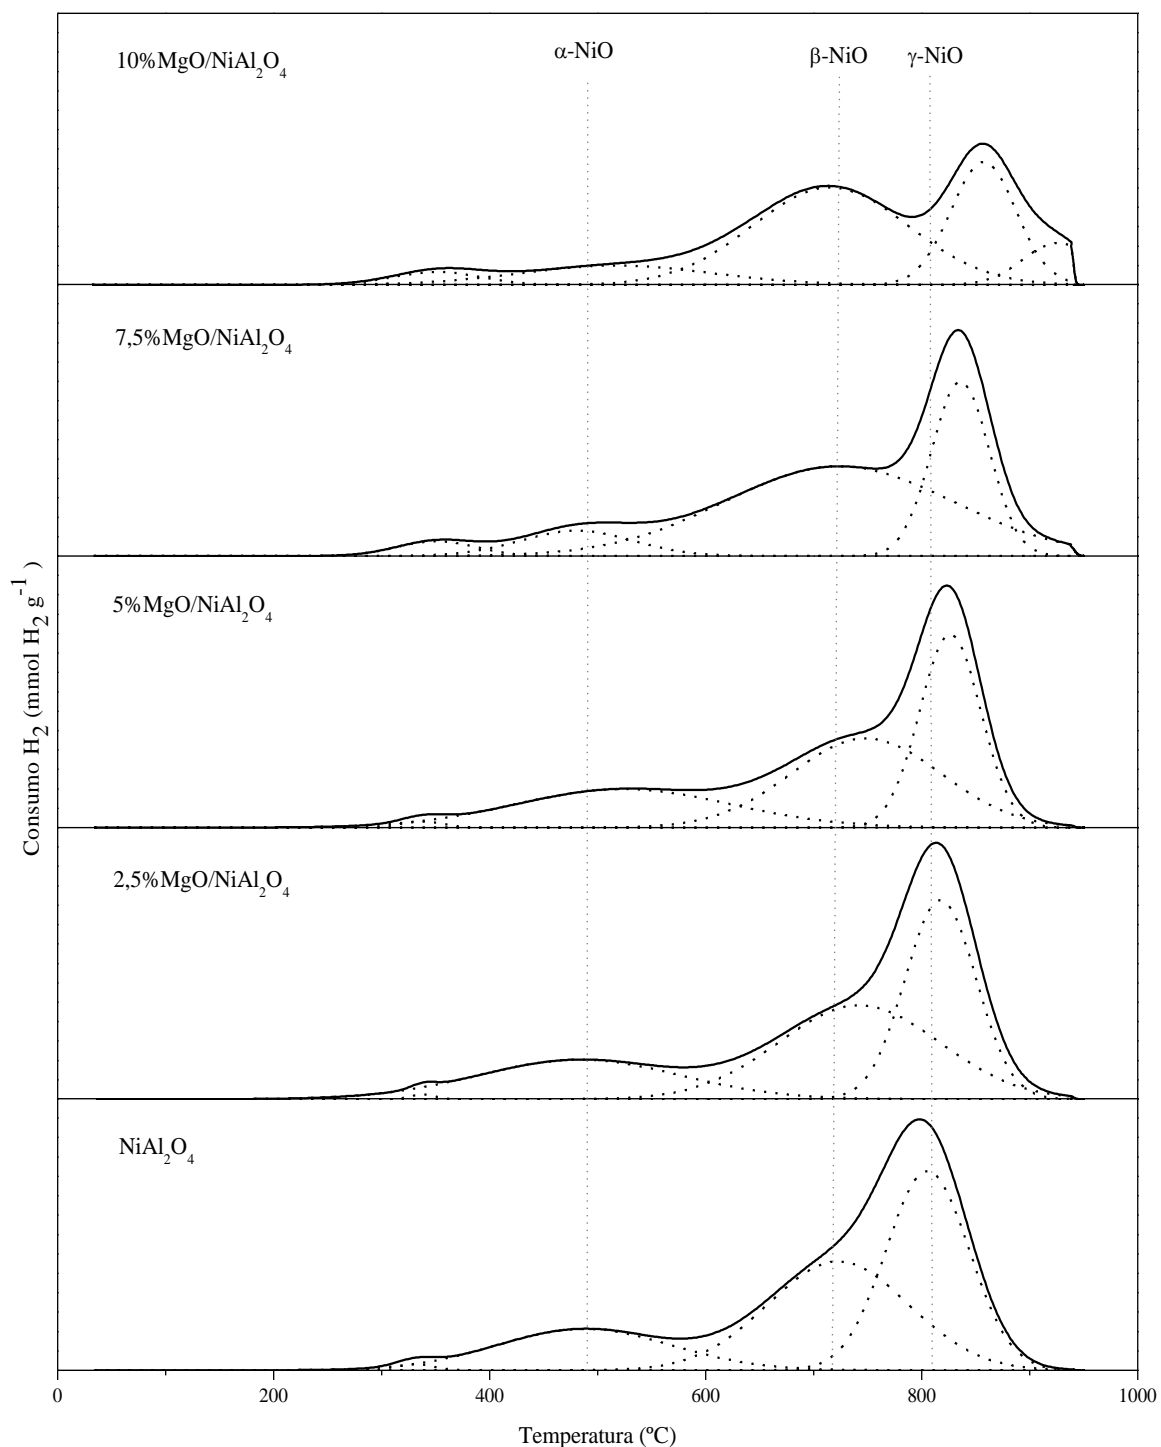 α-NiO
β-NiO
γ-NiO
10%MgO/NiAl2O4
7,5%MgO/NiAl2O4
5%MgO/NiAl2O4
2,5%MgO/NiAl2O4
NiAl2O4
Consumo H2 (mmol H2 g-1)
0 200 400 600 800 1000
Temperatura (ºC)